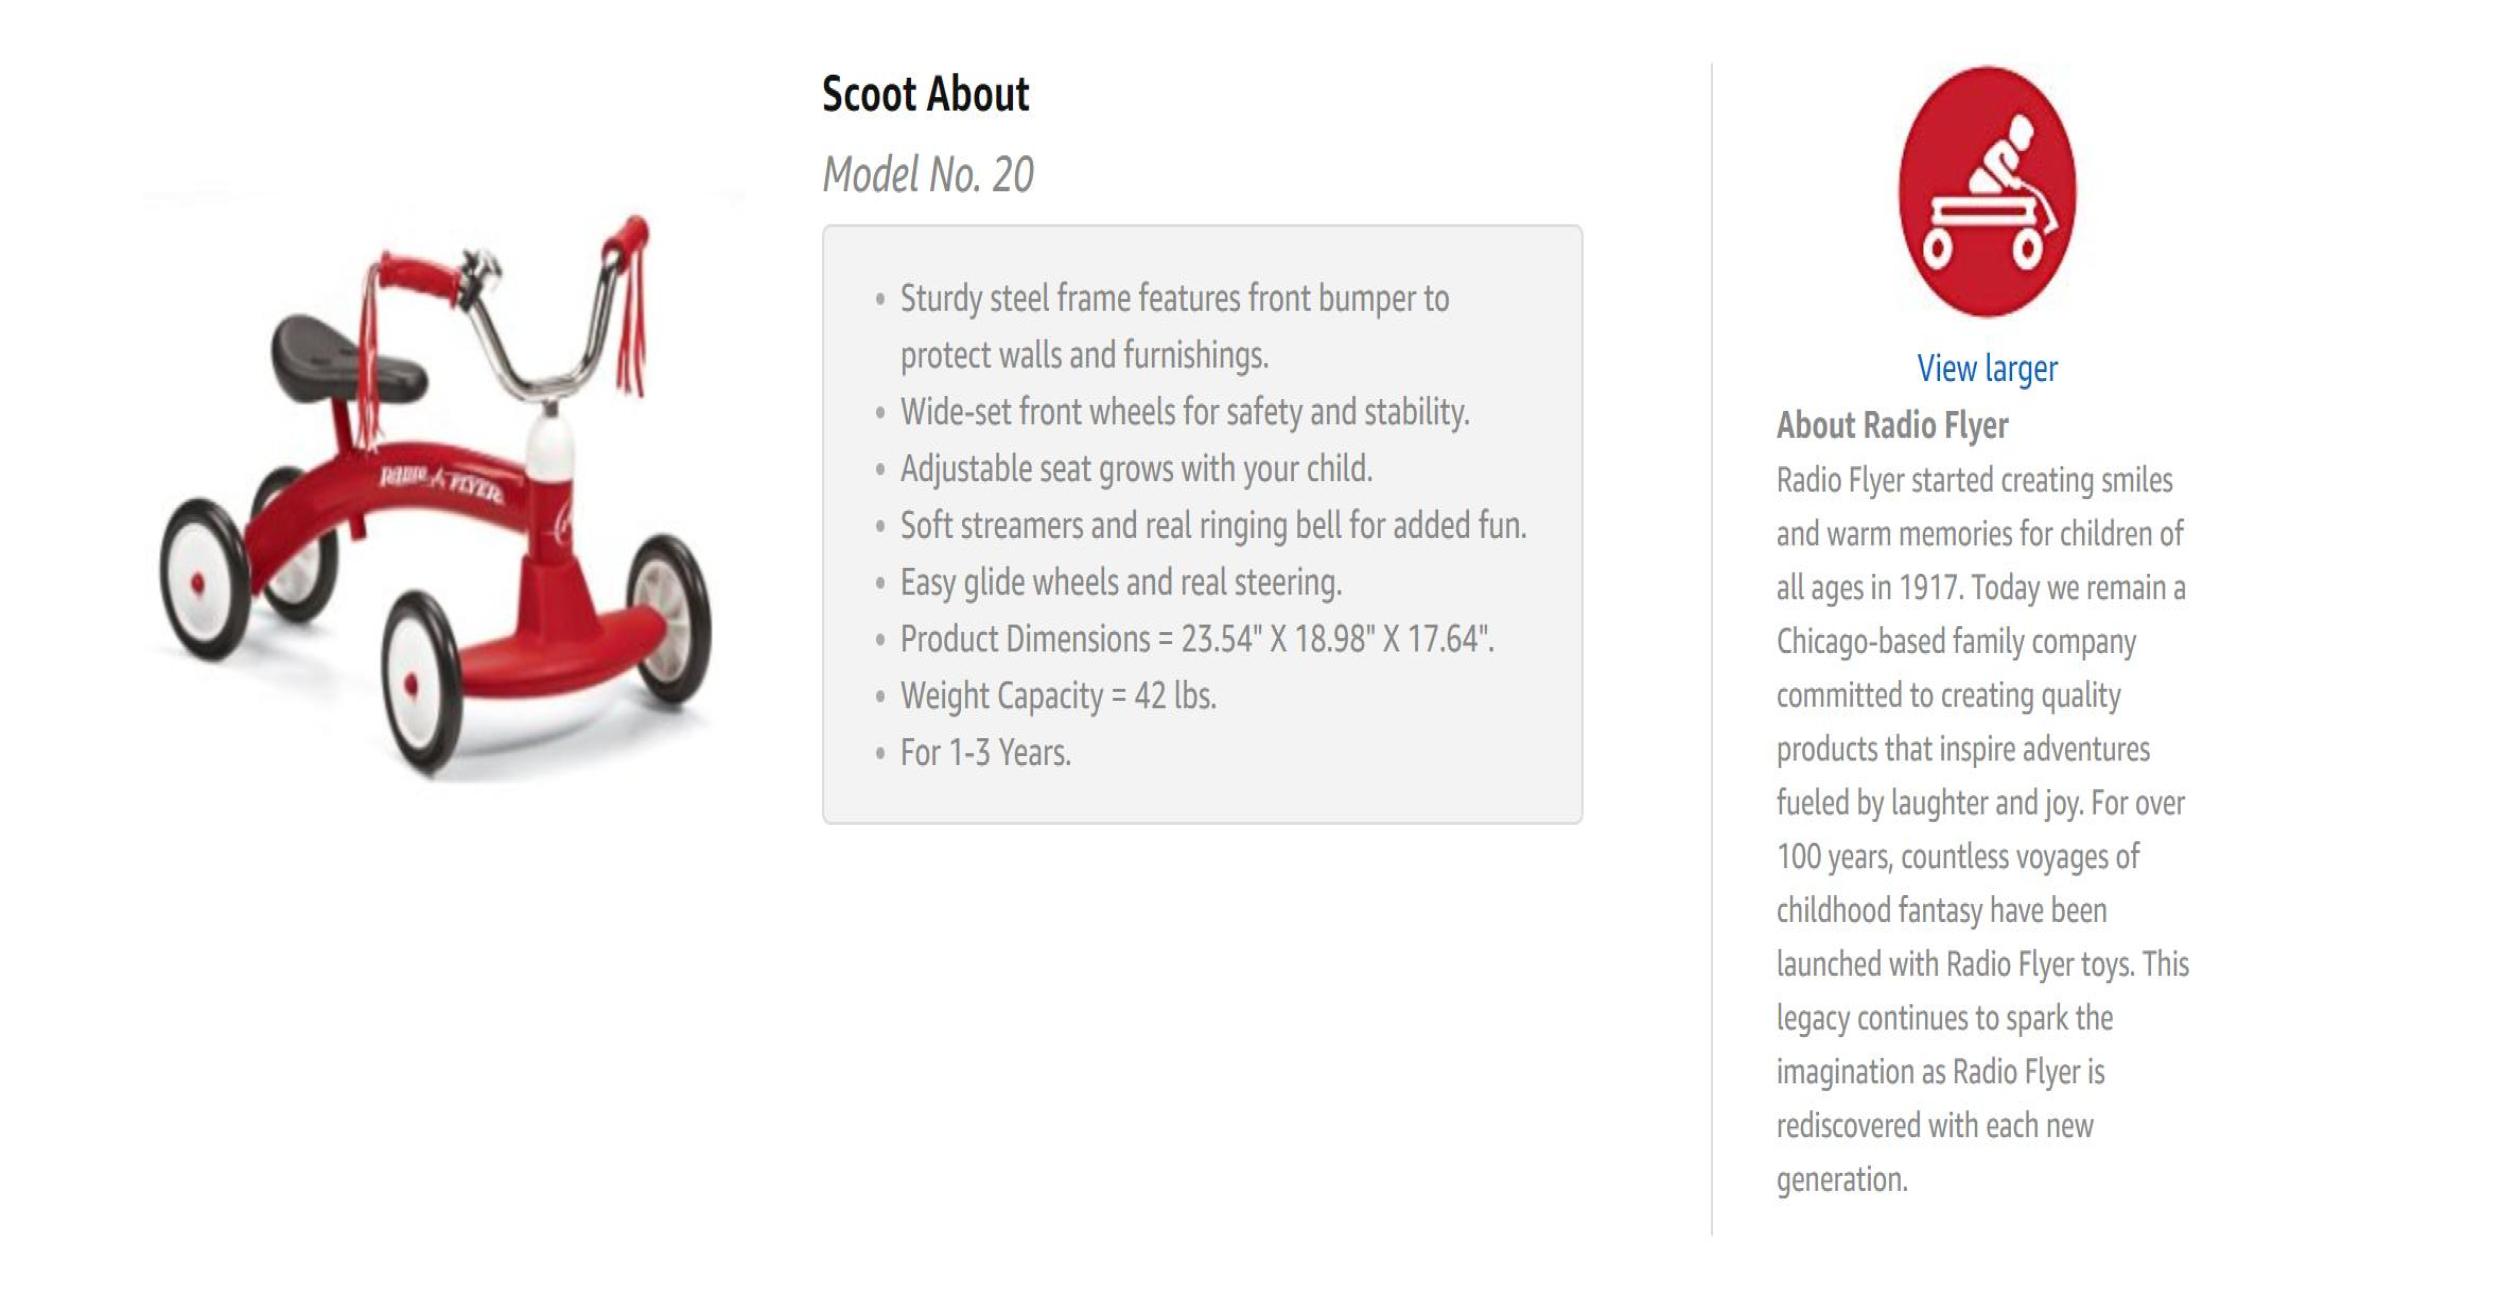 Scoot About
Model No. 20
• Sturdy steel frame features front bumper to
protect walls and furnishings.
• Wide-set front wheels for safety and stability.
• Adjustable seat grows with your child.
• Soft streamers and real ringing bell for added fun.
• Easy glide wheels and real steering.
• Product Dimensions = 23.54" X 18.98" X 17.64".
• Weight Capacity = 42 lbs.
• For 1-3 Years.
RADIO FLYER
View larger
About Radio Flyer
Radio Flyer started creating smiles
and warm memories for children of
all ages in 1917. Today we remain a
Chicago-based family company
committed to creating quality
products that inspire adventures
fueled by laughter and joy. For over
100 years, countless voyages of
childhood fantasy have been
launched with Radio Flyer toys. This
legacy continues to spark the
imagination as Radio Flyer is
rediscovered with each new
generation.